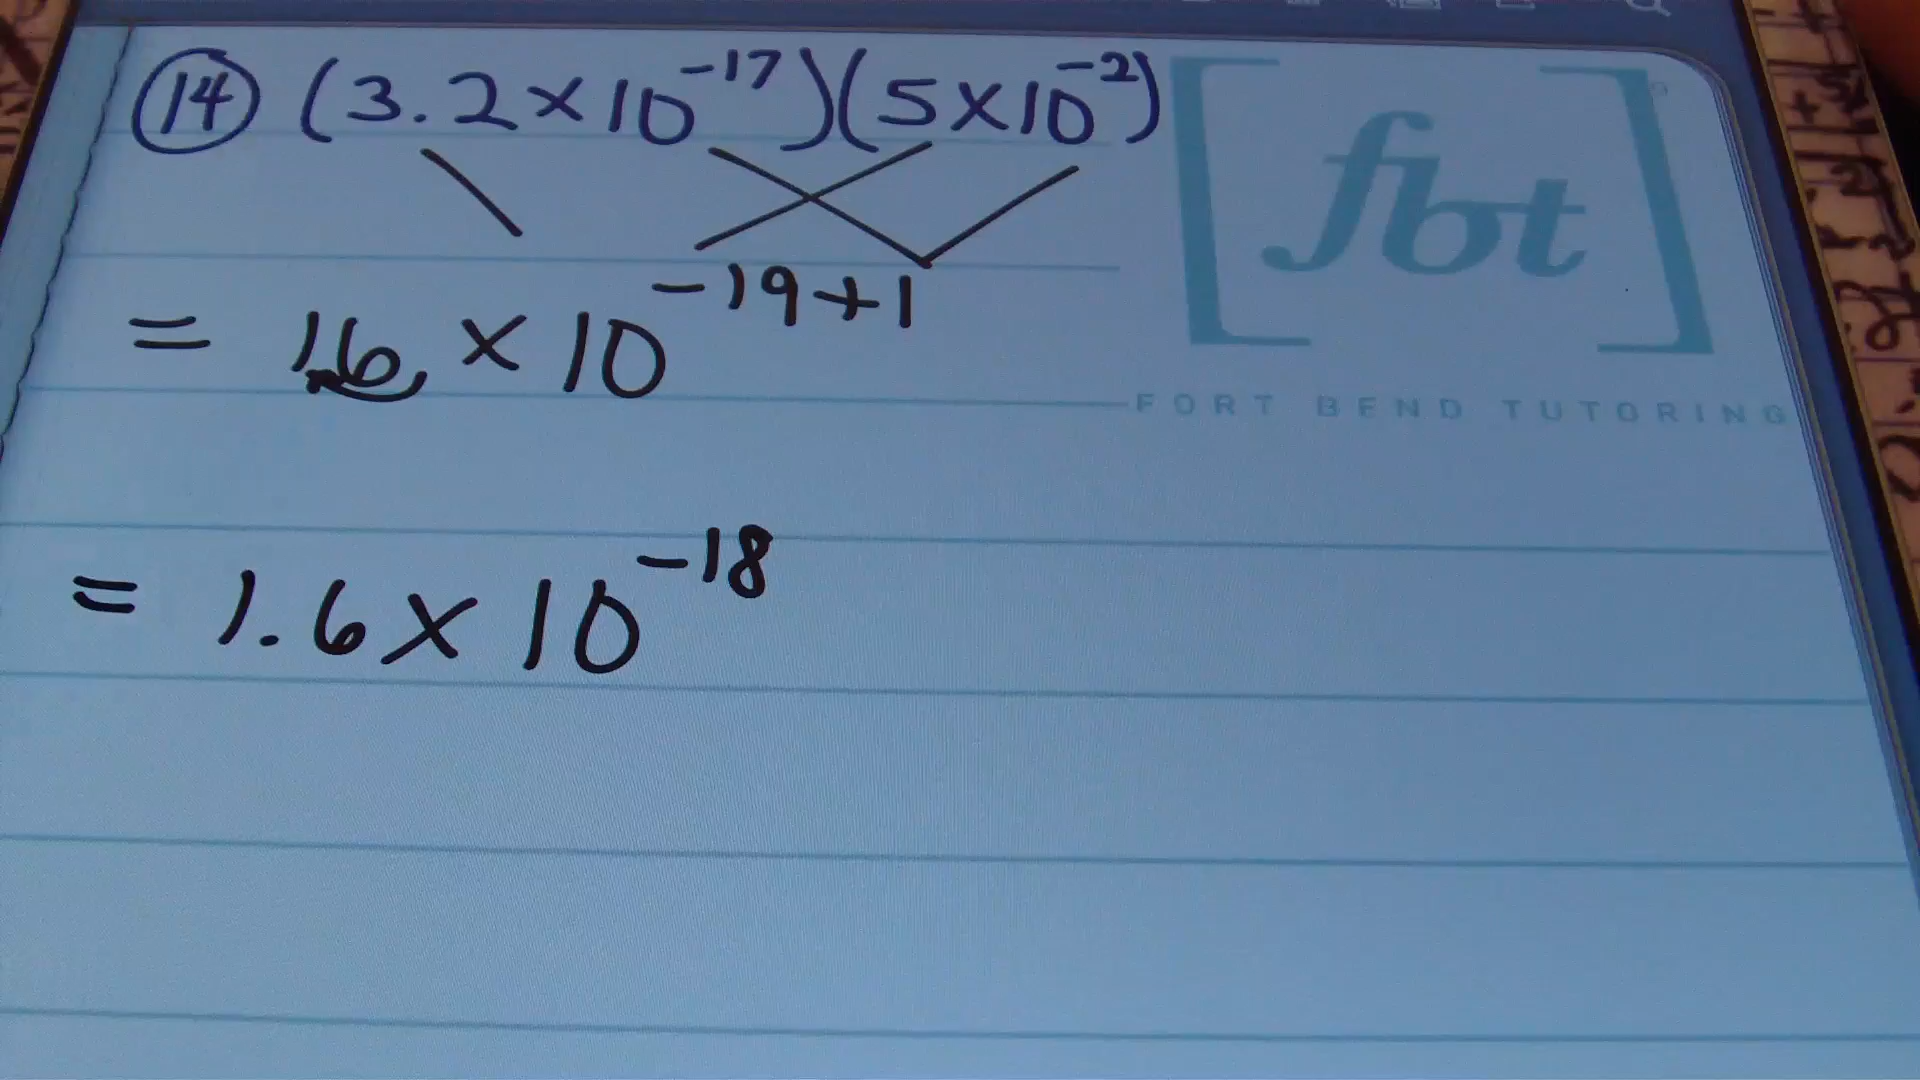 14 (3.2×10⁻¹⁷)(5×10⁻²)
fbt
= 16. × 10⁻¹⁹⁺¹
FORT BEND TUTORING
= 1.6 × 10⁻¹⁸